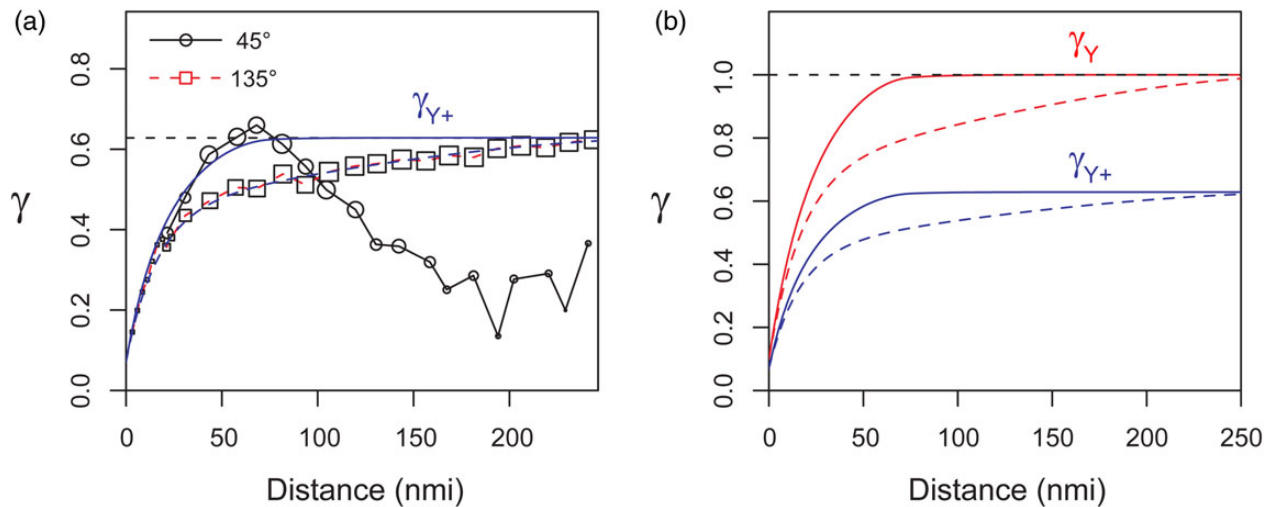 (a)
45°
135°
γY+
γ
0.0 0.2 0.4 0.6 0.8
0 50 100 150 200
Distance (nmi)
(b)
γY
γY+
γ
0.0 0.2 0.4 0.6 0.8 1.0
0 50 100 150 200 250
Distance (nmi)